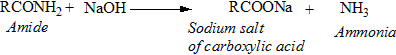 RCONH₂ + NaOH ⟶ RCOONa + NH₃
Amide Sodium salt of carboxylic acid Ammonia